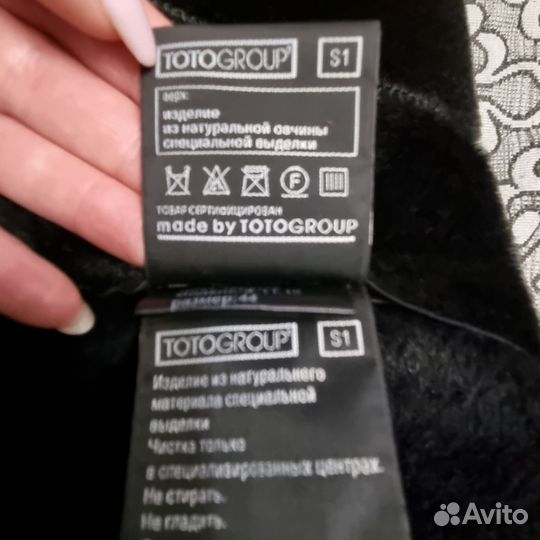 TOTOGROUP S1
верх:
изделие
из натуральной овчины
специальной выделки
F
ТОВАР СЕРТИФИЦИРОВАН
made by TOTOGROUP
размер:44
TOTOGROUP S1
Изделие из натурального
материала специальной
выделки
Чистка только
в специализированных центрах.
Не стирать.
Не гладить.
Avito